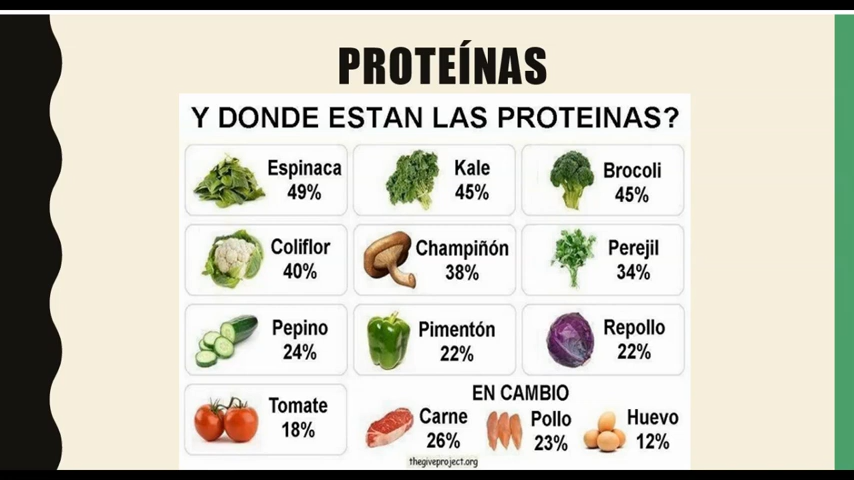 PROTEÍNAS
Y DONDE ESTAN LAS PROTEINAS?
Espinaca
49%
Kale
45%
Brocoli
45%
Coliflor
40%
Champiñón
38%
Perejil
34%
Pepino
24%
Pimentón
22%
Repollo
22%
Tomate
18%
EN CAMBIO
Carne
26%
Pollo
23%
Huevo
12%
thegiveproject.org